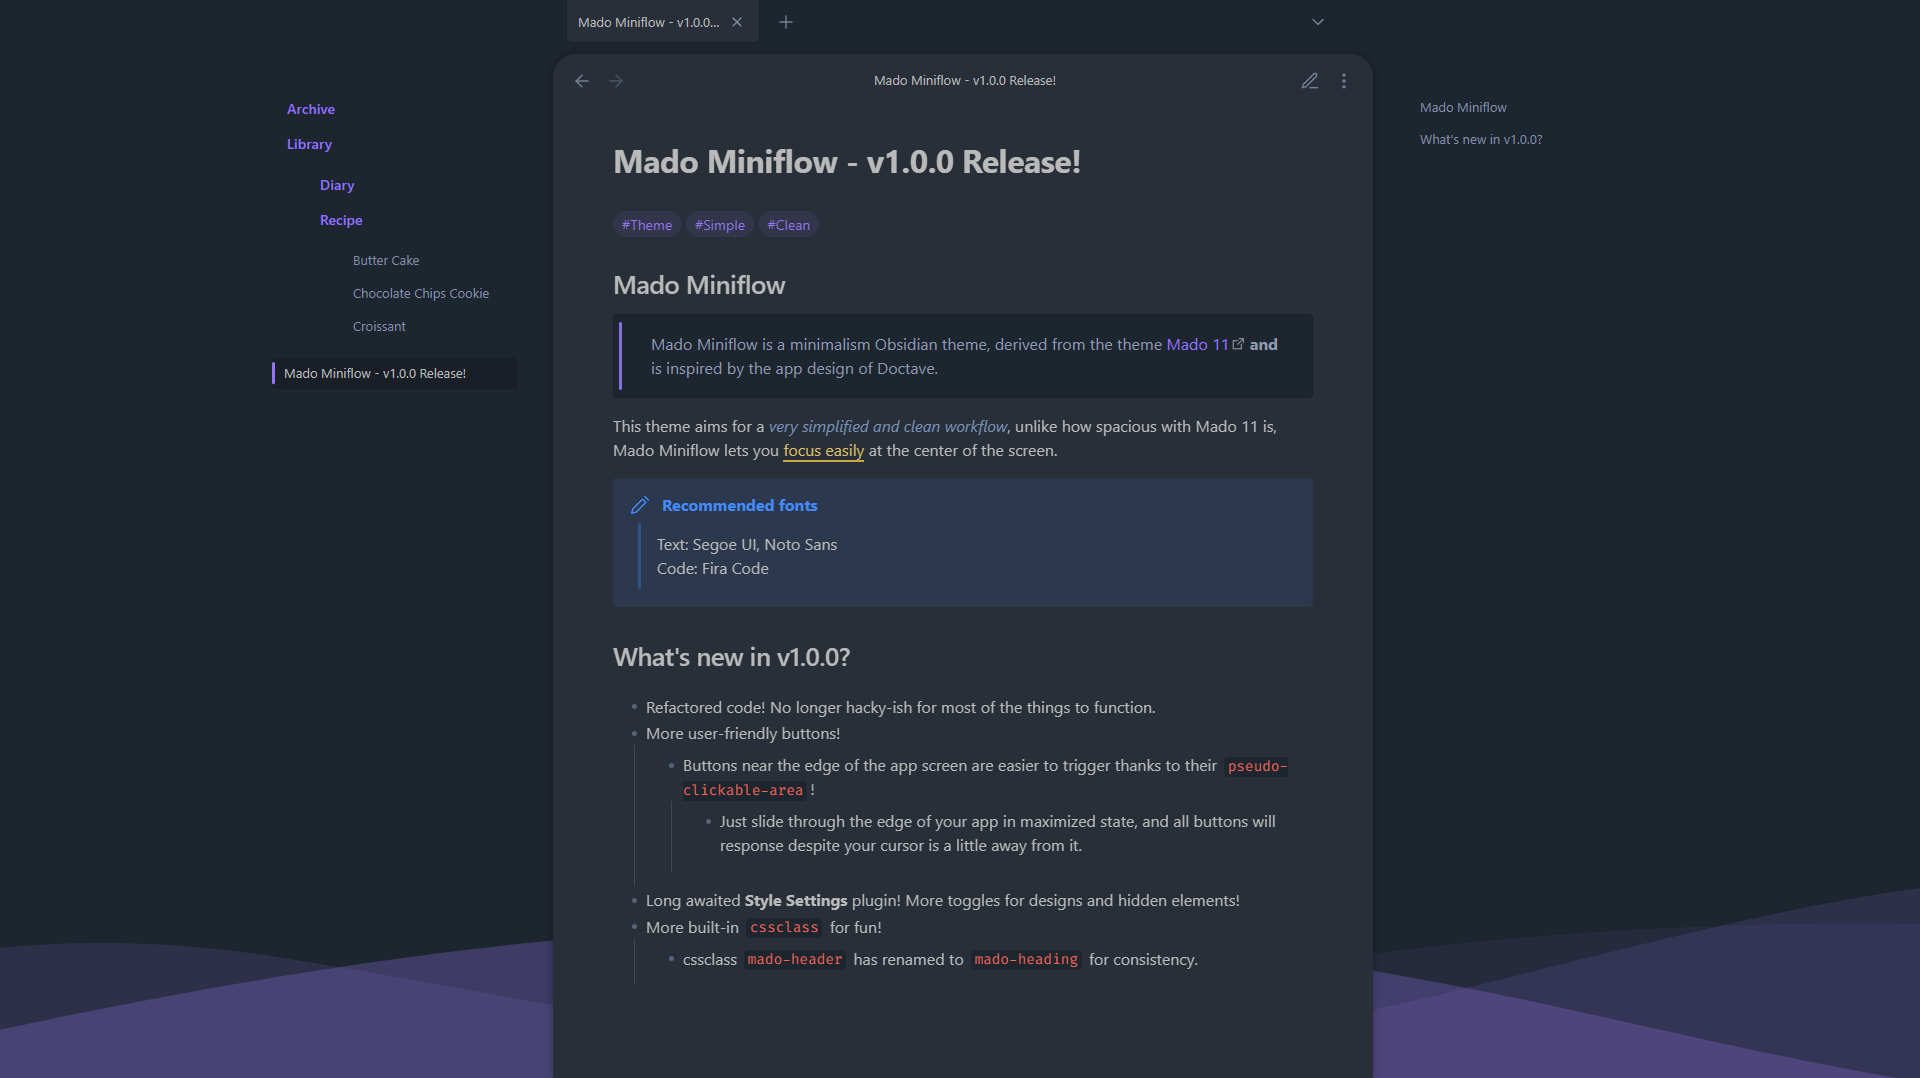 Mado Miniflow - v1.0.0...
Mado Miniflow - v1.0.0 Release!
Archive
Library
Diary
Recipe
Butter Cake
Chocolate Chips Cookie
Croissant
Mado Miniflow - v1.0.0 Release!
Mado Miniflow - v1.0.0 Release!
#Theme #Simple #Clean
Mado Miniflow
Mado Miniflow is a minimalism Obsidian theme, derived from the theme Mado 11 and
is inspired by the app design of Doctave.
This theme aims for a very simplified and clean workflow, unlike how spacious with Mado 11 is,
Mado Miniflow lets you focus easily at the center of the screen.
Recommended fonts
Text: Segoe UI, Noto Sans
Code: Fira Code
What's new in v1.0.0?
Refactored code! No longer hacky-ish for most of the things to function.
More user-friendly buttons!
Buttons near the edge of the app screen are easier to trigger thanks to their pseudo-
clickable-area !
Just slide through the edge of your app in maximized state, and all buttons will
response despite your cursor is a little away from it.
Long awaited Style Settings plugin! More toggles for designs and hidden elements!
More built-in cssclass for fun!
cssclass mado-header has renamed to mado-heading for consistency.
Mado Miniflow
What's new in v1.0.0?